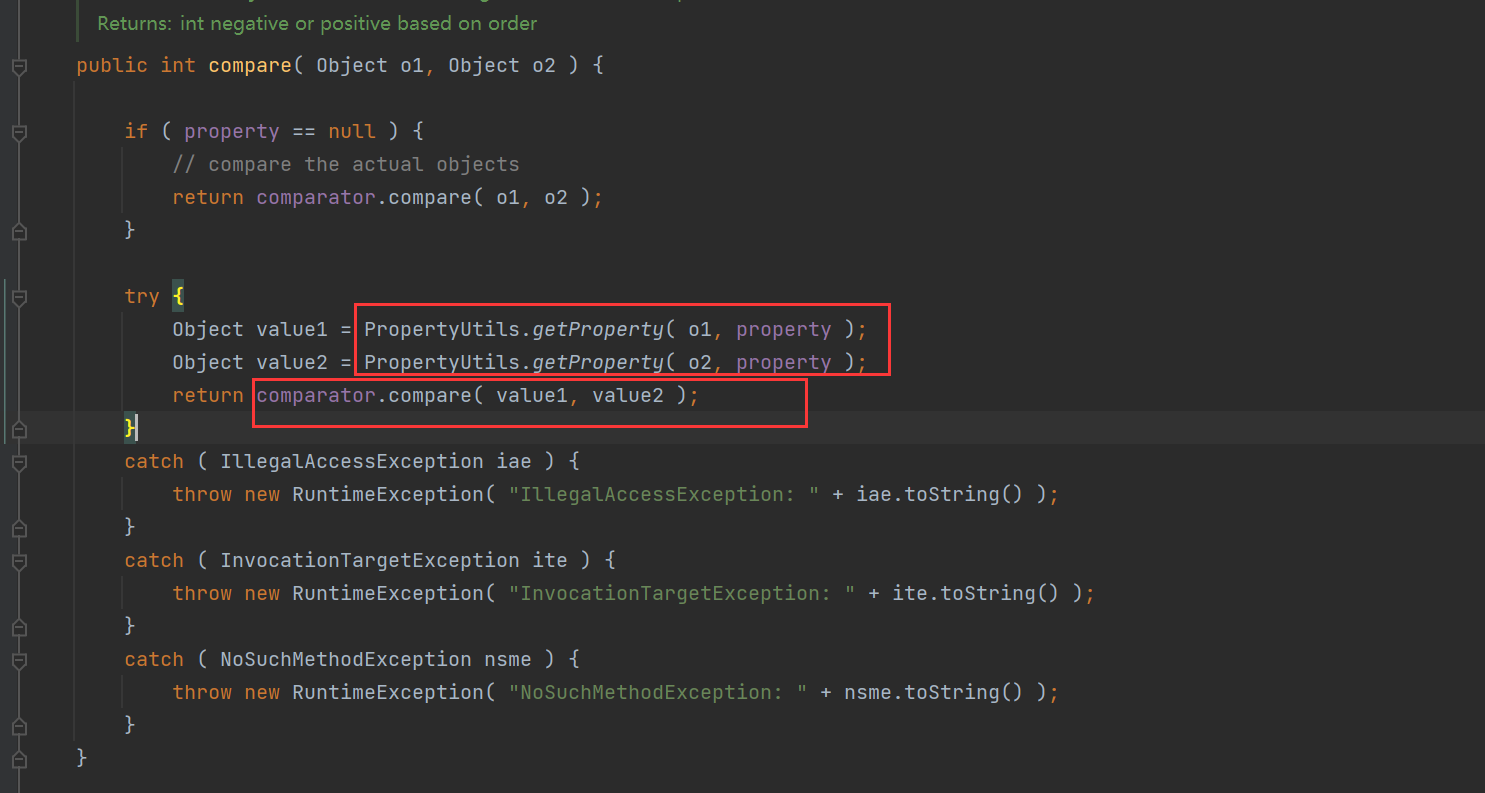 Returns: int negative or positive based on order
public int compare( Object o1, Object o2 ) {
if ( property == null ) {
// compare the actual objects
return comparator.compare( o1, o2 );
}
try {
Object value1 = PropertyUtils.getProperty( o1, property );
Object value2 = PropertyUtils.getProperty( o2, property );
return comparator.compare( value1, value2 );
}
catch ( IllegalAccessException iae ) {
throw new RuntimeException( "IllegalAccessException: " + iae.toString() );
}
catch ( InvocationTargetException ite ) {
throw new RuntimeException( "InvocationTargetException: " + ite.toString() );
}
catch ( NoSuchMethodException nsme ) {
throw new RuntimeException( "NoSuchMethodException: " + nsme.toString() );
}
}